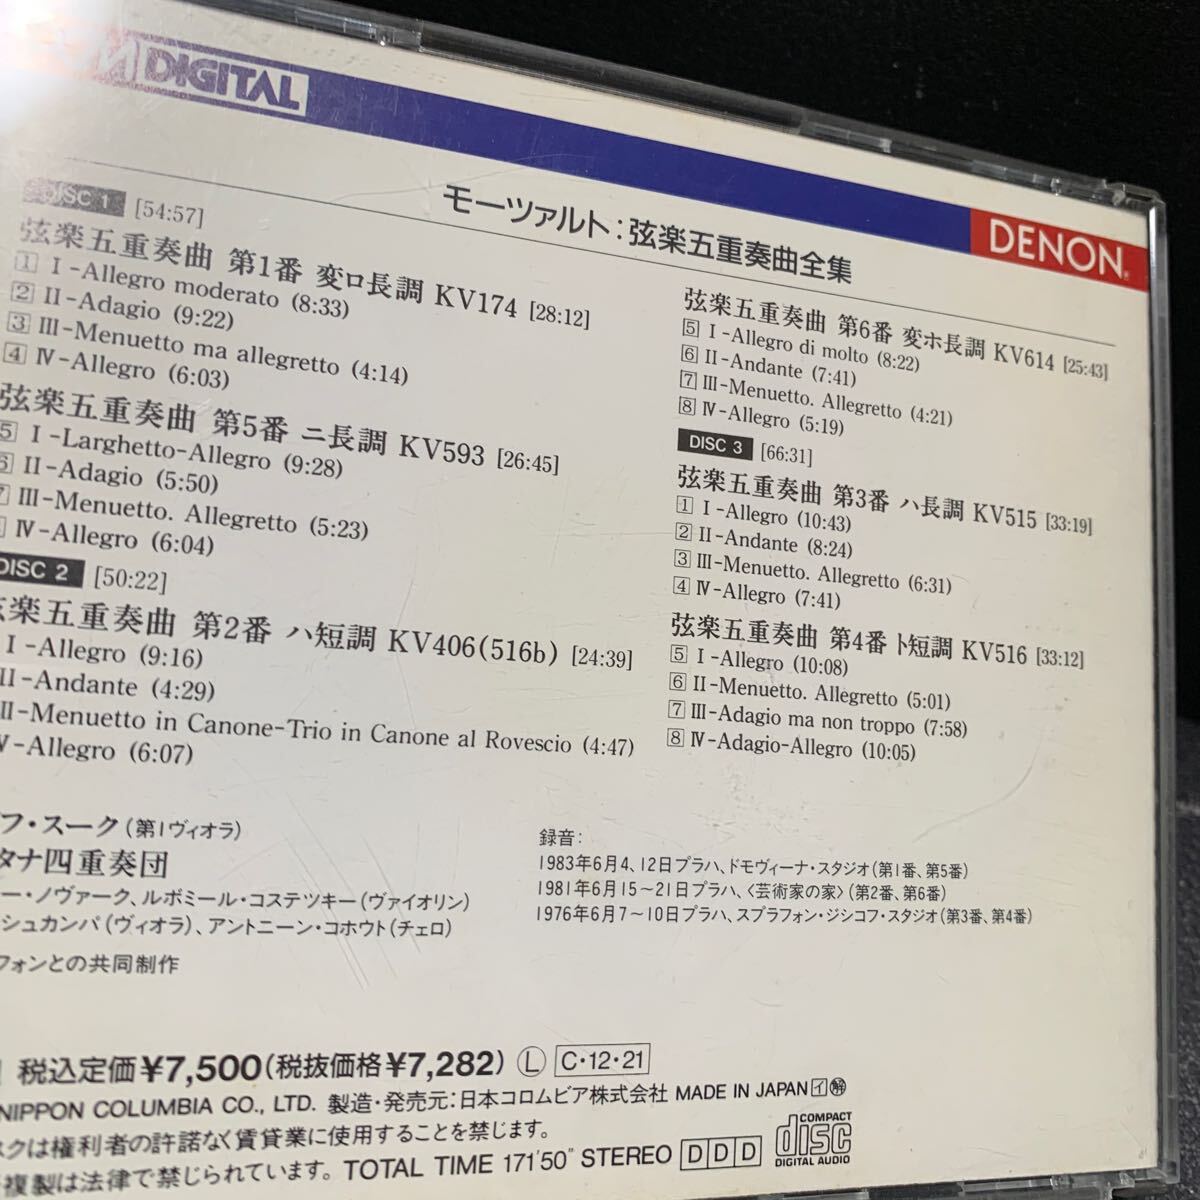 DIGITAL
DENON
モーツァルト:弦楽五重奏曲全集
DISC 1 [54:57]
弦楽五重奏曲 第1番 変ロ長調 KV174 [28:12]
1 I-Allegro moderato (8:33)
2 II-Adagio (9:22)
3 III-Menuetto ma allegretto (4:14)
4 IV-Allegro (6:03)
弦楽五重奏曲 第5番 ニ長調 KV593 [26:45]
5 I-Larghetto-Allegro (9:28)
6 II-Adagio (5:50)
7 III-Menuetto. Allegretto (5:23)
IV-Allegro (6:04)
DISC 2 [50:22]
弦楽五重奏曲 第2番 ハ短調 KV406(516b) [24:39]
I-Allegro (9:16)
II-Andante (4:29)
II-Menuetto in Canone-Trio in Canone al Rovescio (4:47)
V-Allegro (6:07)
弦楽五重奏曲 第6番 変ホ長調 KV614 [25:43]
5 I-Allegro di molto (8:22)
6 II-Andante (7:41)
7 III-Menuetto. Allegretto (4:21)
8 IV-Allegro (5:19)
DISC 3 [66:31]
弦楽五重奏曲 第3番 ハ長調 KV515 [33:19]
1 I-Allegro (10:43)
2 II-Andante (8:24)
3 III-Menuetto. Allegretto (6:31)
4 IV-Allegro (7:41)
弦楽五重奏曲 第4番 ト短調 KV516 [33:12]
5 I-Allegro (10:08)
6 II-Menuetto. Allegretto (5:01)
7 III-Adagio ma non troppo (7:58)
8 IV-Adagio-Allegro (10:05)
フ・スーク(第1ヴィオラ)
タナ四重奏団
ー・ノヴァーク、ルボミール・コステツキー(ヴァイオリン)
シュカンパ(ヴィオラ)、アントニーン・コホウト(チェロ)
フォンとの共同制作
録音:
1983年6月4、12日プラハ、ドモヴィーナ・スタジオ(第1番、第5番)
1981年6月15~21日プラハ、〈芸術家の家〉(第2番、第6番)
1976年6月7~10日プラハ、スプラフォン・ジシコフ・スタジオ(第3番、第4番)
税込定価¥7,500(税抜価格¥7,282) Ⓛ C・12・21
NIPPON COLUMBIA CO., LTD. 製造・発売元:日本コロムビア株式会社 MADE IN JAPAN イ 解
スクは権利者の許諾なく賃貸業に使用することを禁じます。
複製は法律で禁じられています。 TOTAL TIME 171'50" STEREO D D D
COMPACT
disc
DIGITAL AUDIO